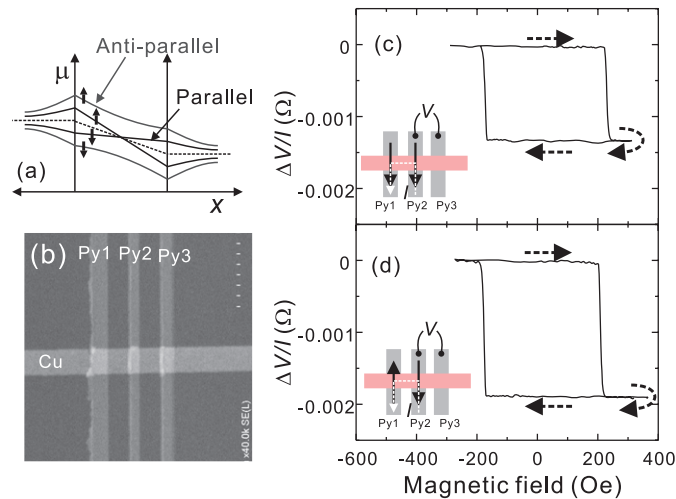 μ
Anti-parallel
Parallel
(a)
x
(b)
Py1
Py2
Py3
Cu
x40.0k SE(L)
(c)
0
-0.001
-0.002
ΔV/I (Ω)
V
I
Py1
Py2
Py3
(d)
0
-0.001
-0.002
ΔV/I (Ω)
V
I
Py1
Py2
Py3
-600
-400
-200
0
200
400
Magnetic field (Oe)